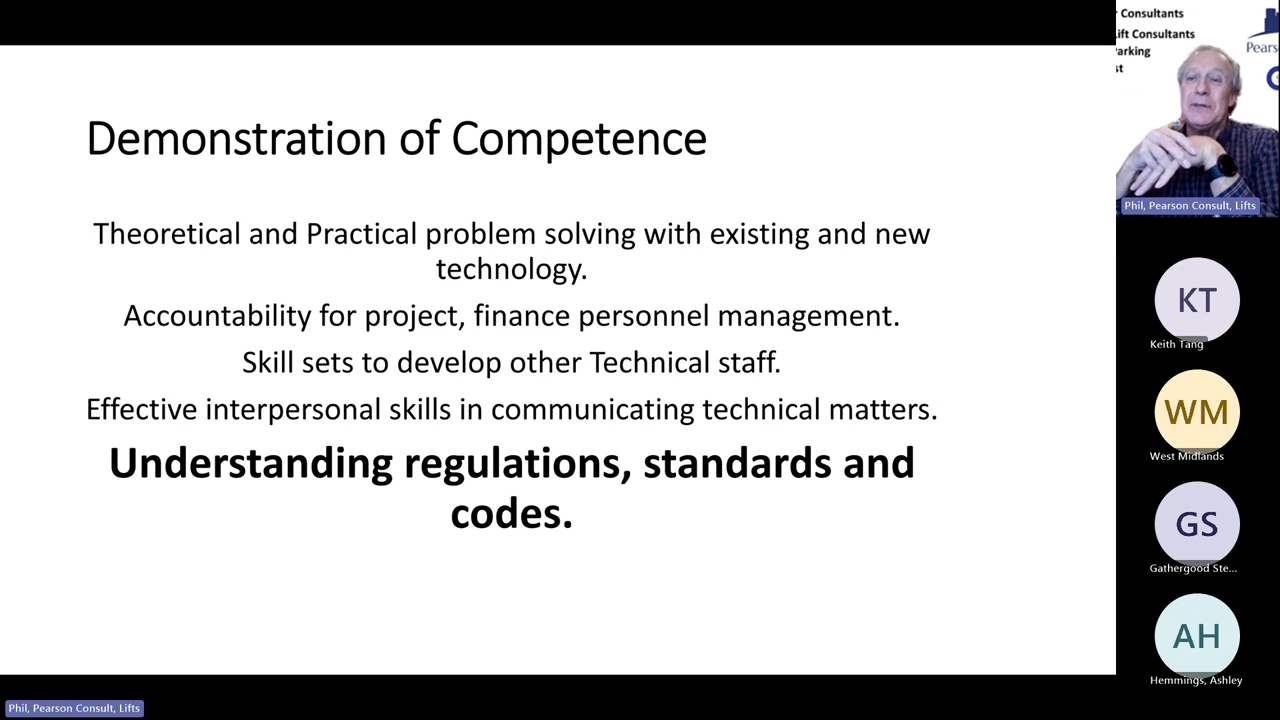 Demonstration of Competence
Theoretical and Practical problem solving with existing and new
technology.
Accountability for project, finance personnel management.
Skill sets to develop other Technical staff.
Effective interpersonal skills in communicating technical matters.
Understanding regulations, standards and
codes.
Consultants
Lift Consultants
Parking
st
Pears
Phil, Pearson Consult, Lifts
KT
Keith Tang
WM
West Midlands
GS
Gathergood Ste...
AH
Hemmings, Ashley
Phil, Pearson Consult, Lifts